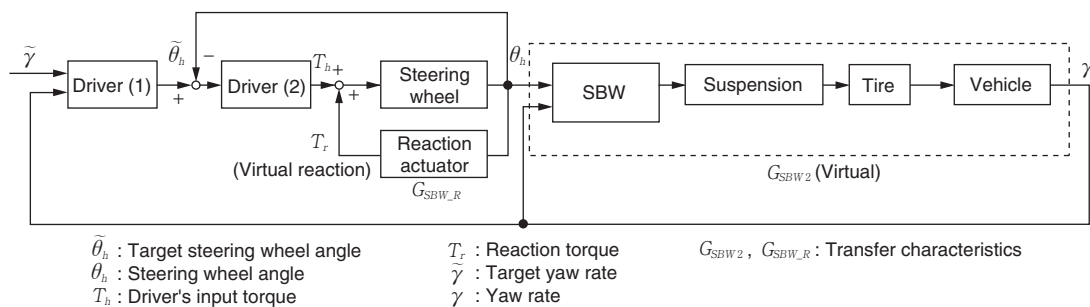 γ̃
θ̃h
−
Th
+
θh
γ
Driver (1)
+
Driver (2)
+
Steering
wheel
SBW
Suspension
Tire
Vehicle
Tr
(Virtual reaction)
Reaction
actuator
GSBW_R
GSBW2 (Virtual)
θ̃h : Target steering wheel angle
θh : Steering wheel angle
Th : Driver's input torque
Tr : Reaction torque
γ̃ : Target yaw rate
γ : Yaw rate
GSBW2 , GSBW_R : Transfer characteristics